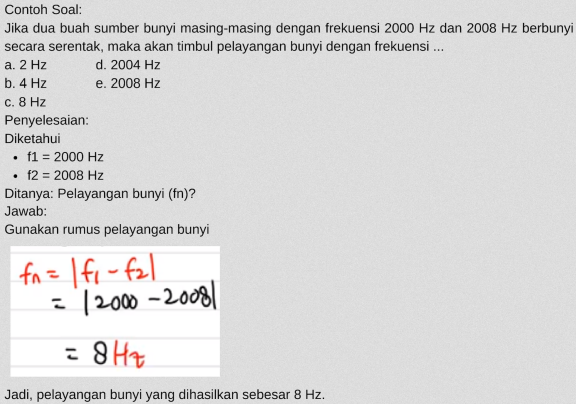 Contoh Soal:
Jika dua buah sumber bunyi masing-masing dengan frekuensi 2000 Hz dan 2008 Hz berbunyi
secara serentak, maka akan timbul pelayangan bunyi dengan frekuensi ...
a. 2 Hz d. 2004 Hz
b. 4 Hz e. 2008 Hz
c. 8 Hz
Penyelesaian:
Diketahui
• f1 = 2000 Hz
• f2 = 2008 Hz
Ditanya: Pelayangan bunyi (fn)?
Jawab:
Gunakan rumus pelayangan bunyi
fn = |f1 - f2|
= |2000 - 2008|
= 8 Hz
Jadi, pelayangan bunyi yang dihasilkan sebesar 8 Hz.